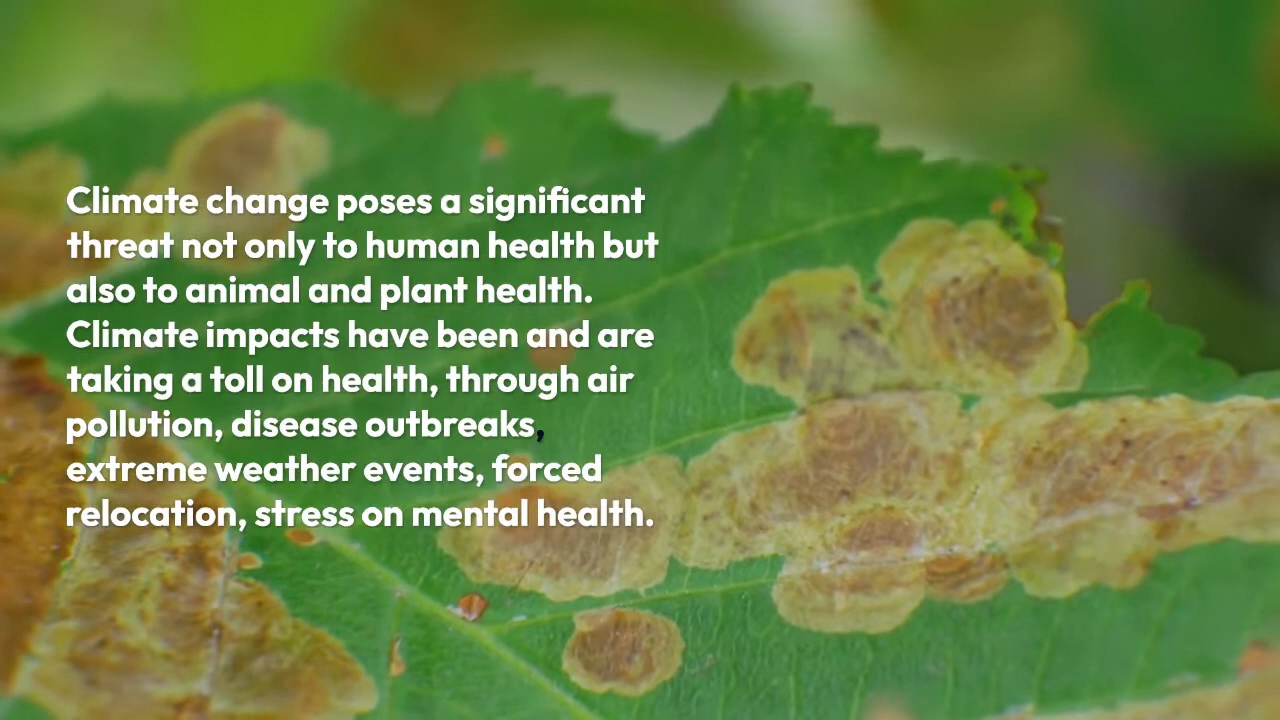 Climate change poses a significant
threat not only to human health but
also to animal and plant health.
Climate impacts have been and are
taking a toll on health, through air
pollution, disease outbreaks,
extreme weather events, forced
relocation, stress on mental health.